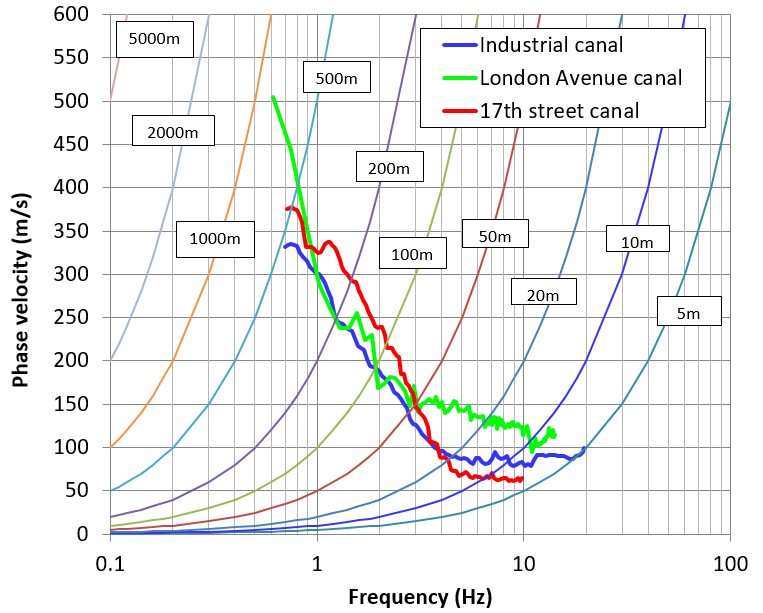 600
550
500
450
400
350
300
250
200
150
100
50
0
Phase velocity (m/s)
5000m
2000m
1000m
500m
200m
100m
50m
20m
10m
5m
Industrial canal
London Avenue canal
17th street canal
0.1 1 10 100
Frequency (Hz)